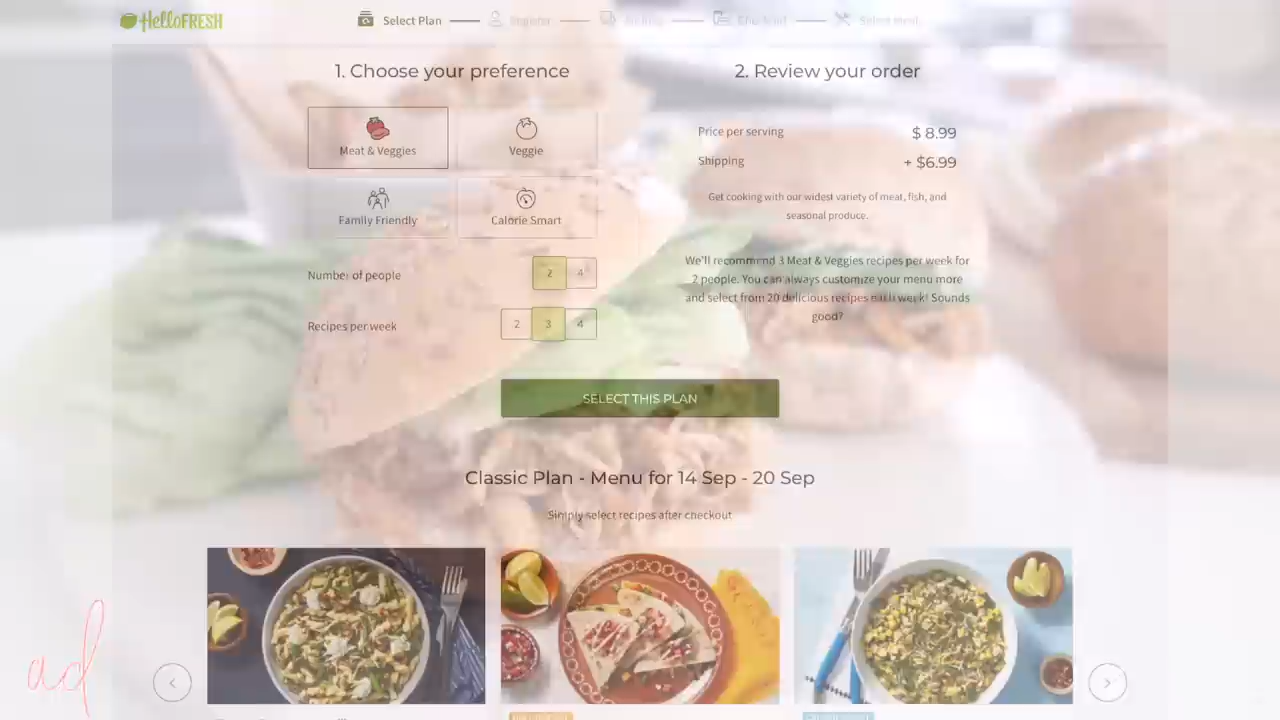 HelloFRESH
Select Plan
Register
Select Meal
1. Choose your preference
Meat & Veggies
Veggie
Family Friendly
Calorie Smart
Number of people
2 4
Recipes per week
2 3 4
2. Review your order
Price per serving $ 8.99
Shipping + $6.99
Get cooking with our widest variety of meat, fish, and
seasonal produce.
We'll recommend 3 Meat & Veggies recipes per week for
2 people. You can always customize your menu more
and select from 20 delicious recipes each week! Sounds
good?
SELECT THIS PLAN
Classic Plan - Menu for 14 Sep - 20 Sep
Simply select recipes after checkout
ad